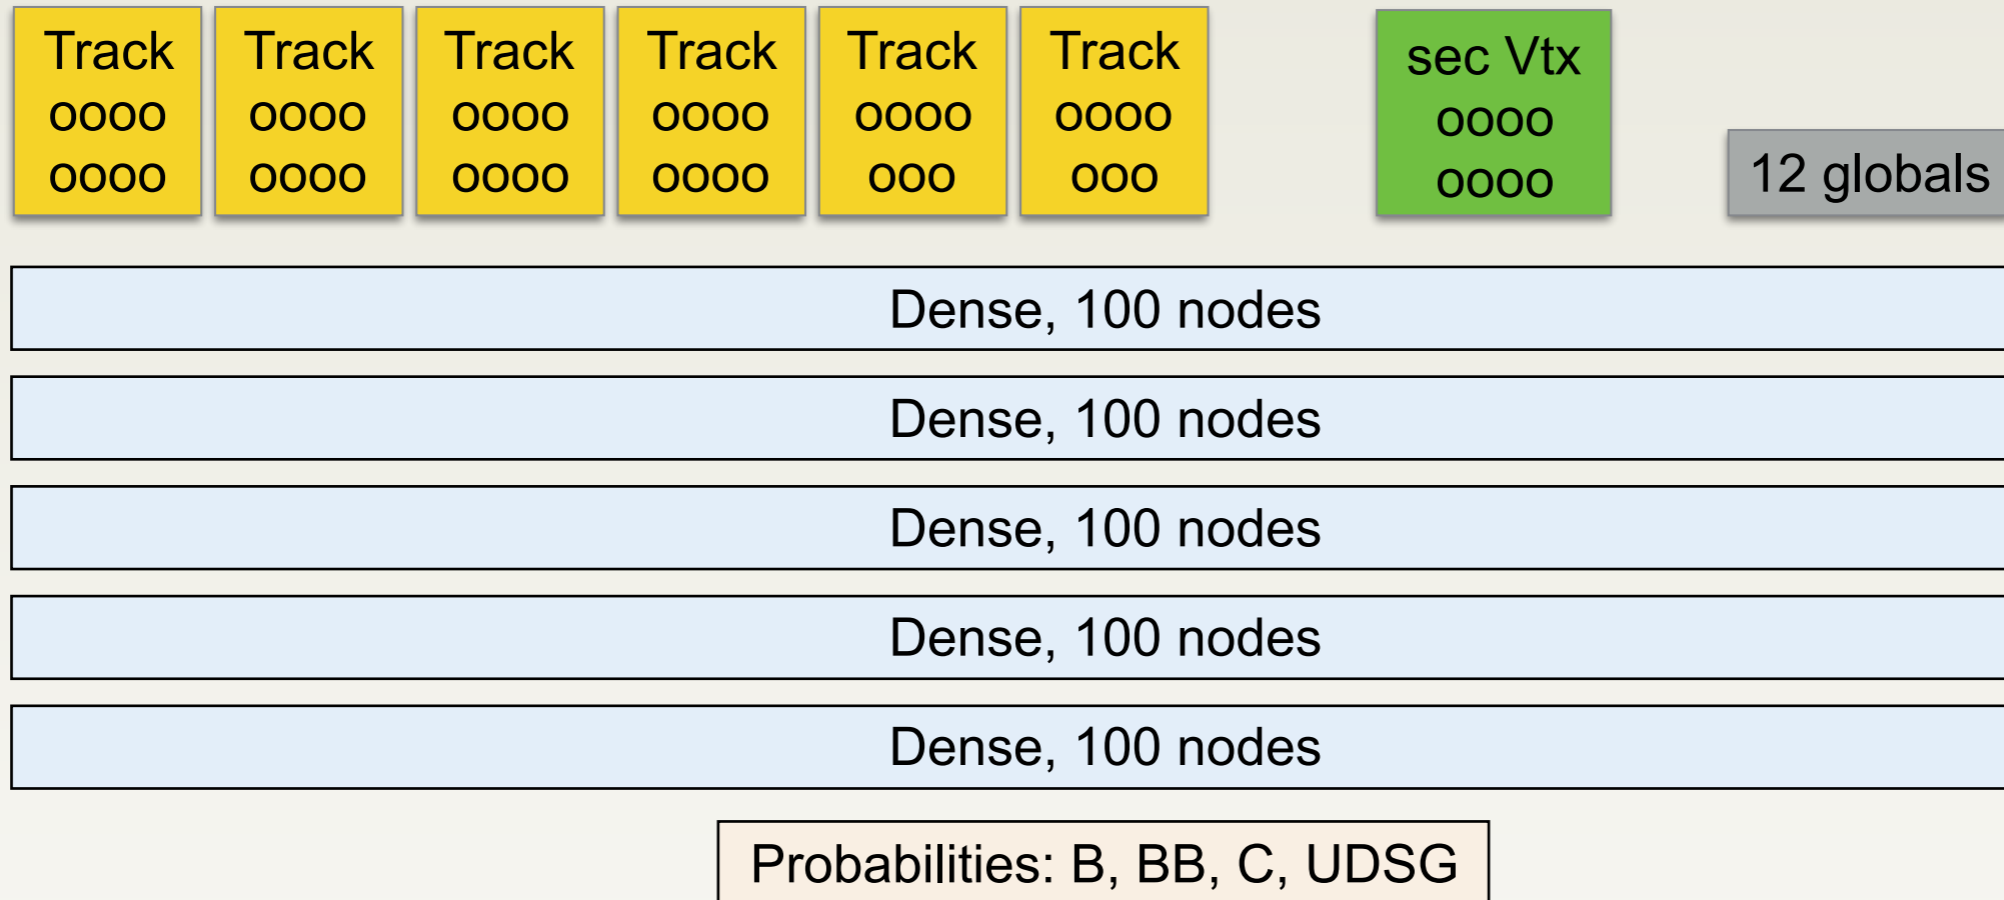 Track
oooo
oooo
Track
oooo
oooo
Track
oooo
oooo
Track
oooo
oooo
Track
oooo
ooo
Track
oooo
ooo
sec Vtx
oooo
oooo
12 globals
Dense, 100 nodes
Dense, 100 nodes
Dense, 100 nodes
Dense, 100 nodes
Dense, 100 nodes
Probabilities: B, BB, C, UDSG